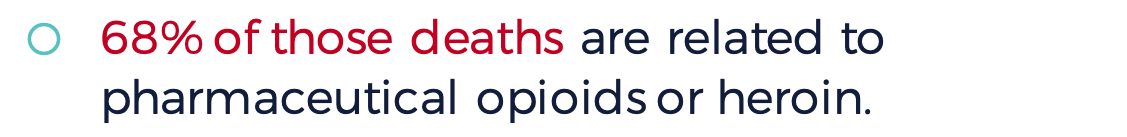 68% of those deaths are related to
pharmaceutical opioids or heroin.